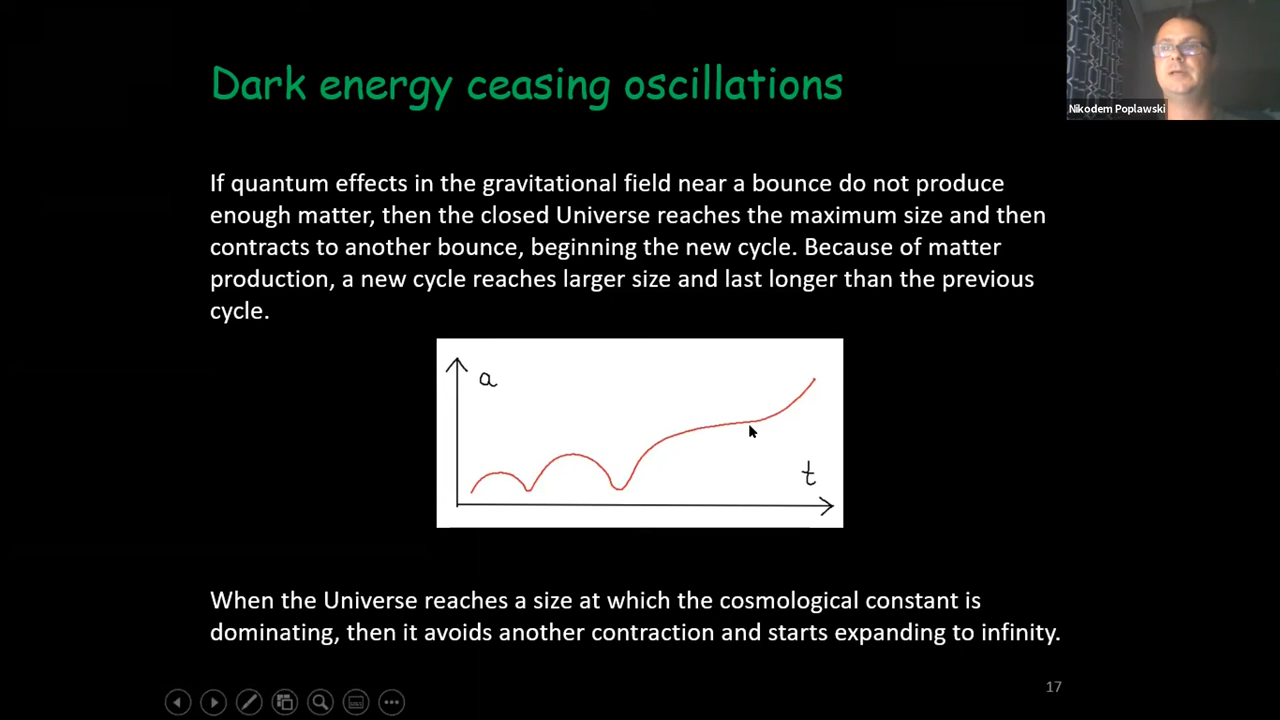 Dark energy ceasing oscillations
Nikodem Poplawski
If quantum effects in the gravitational field near a bounce do not produce
enough matter, then the closed Universe reaches the maximum size and then
contracts to another bounce, beginning the new cycle. Because of matter
production, a new cycle reaches larger size and last longer than the previous
cycle.
a
t
When the Universe reaches a size at which the cosmological constant is
dominating, then it avoids another contraction and starts expanding to infinity.
17